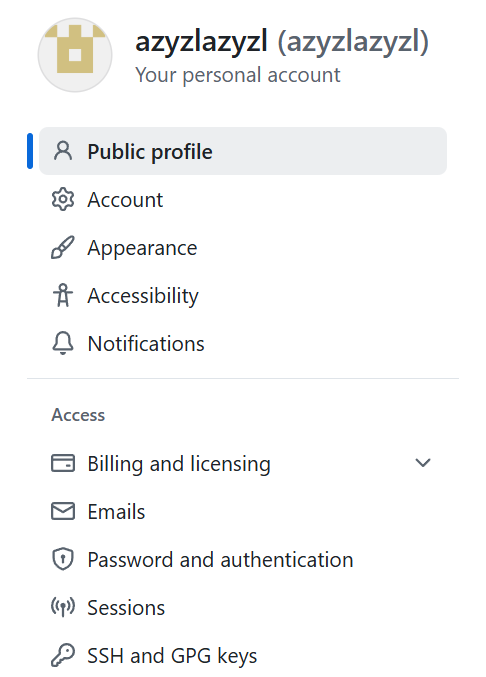 azyzlazyzl (azyzlazyzl)
Your personal account
Public profile
Account
Appearance
Accessibility
Notifications
Access
Billing and licensing
Emails
Password and authentication
Sessions
SSH and GPG keys